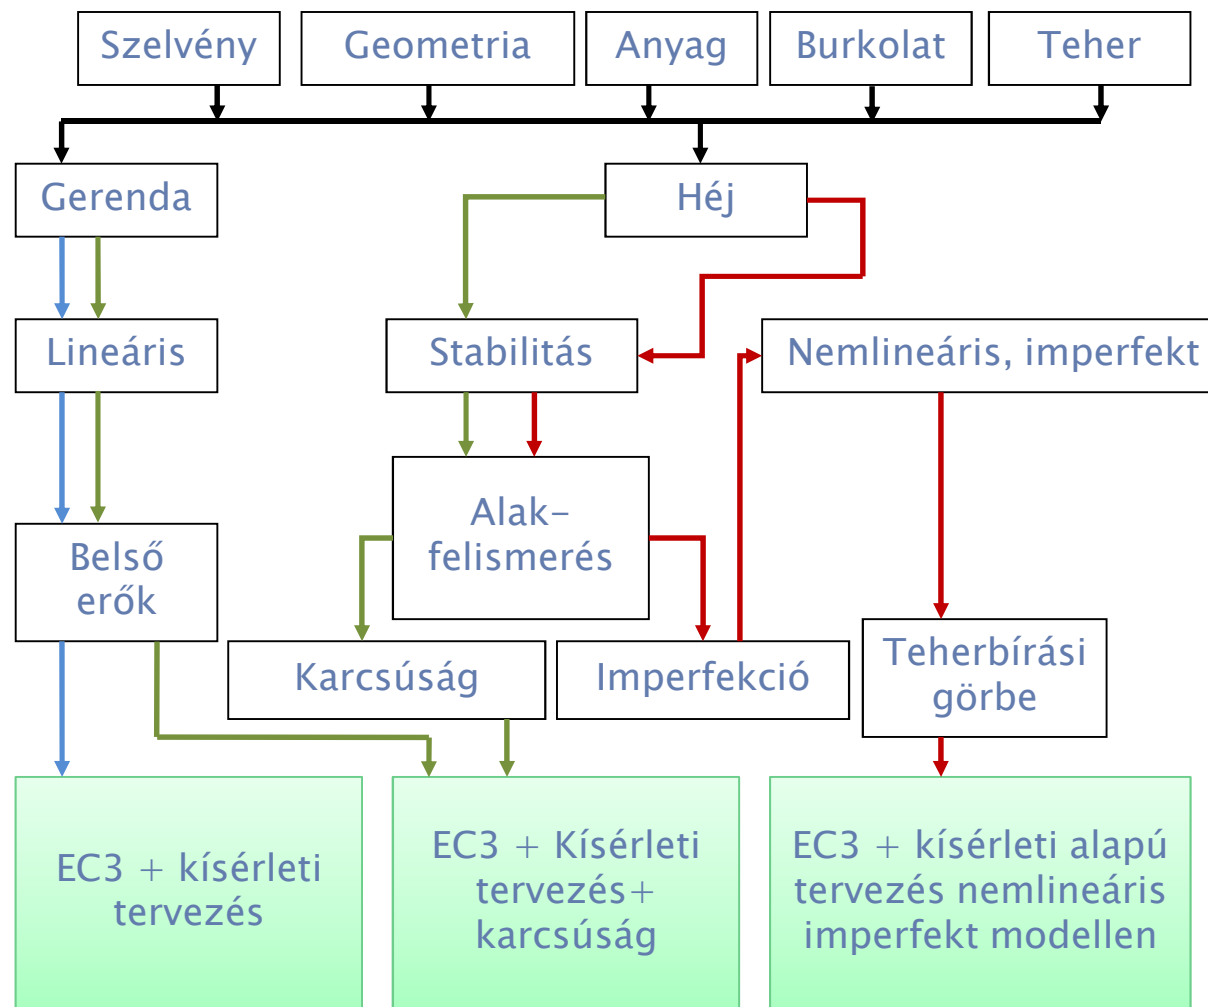 Szelvény
Geometria
Anyag
Burkolat
Teher
Gerenda
Héj
Lineáris
Stabilitás
Nemlineáris, imperfekt
Belső
erők
Alak-
felismerés
Karcsúság
Imperfekció
Teherbírási
görbe
EC3 + kísérleti
tervezés
EC3 + Kísérleti
tervezés+
karcsúság
EC3 + kísérleti alapú
tervezés nemlineáris
imperfekt modellen